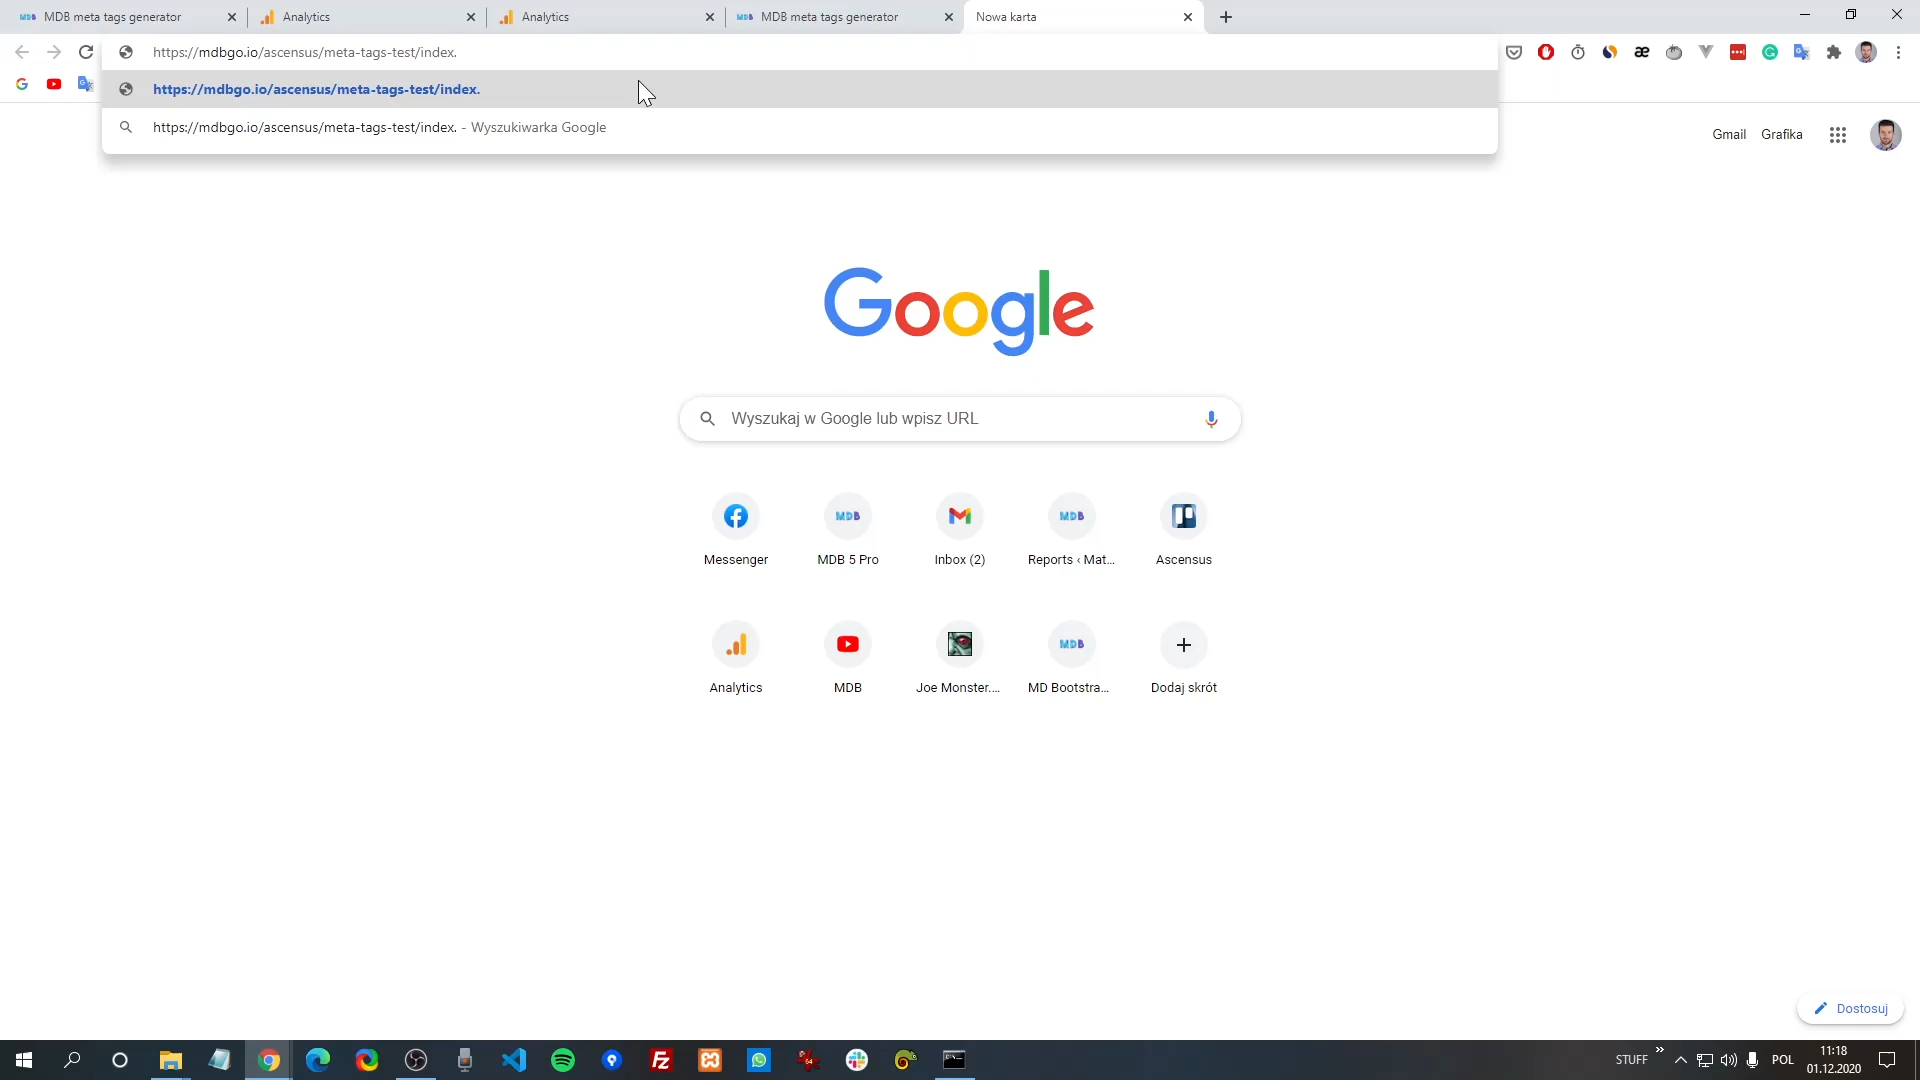 MDB meta tags generator
Analytics
Analytics
MDB meta tags generator
Nowa karta
https://mdbgo.io/ascensus/meta-tags-test/index.
https://mdbgo.io/ascensus/meta-tags-test/index.
https://mdbgo.io/ascensus/meta-tags-test/index. - Wyszukiwarka Google
Gmail Grafika
Google
Wyszukaj w Google lub wpisz URL
MDB
MDB
Messenger
MDB 5 Pro
Inbox (2)
Reports ‹ Mat...
Ascensus
MDB
Analytics
MDB
Joe Monster....
MD Bootstra...
Dodaj skrót
Dostosuj
STUFF
POL
11:18
01.12.2020